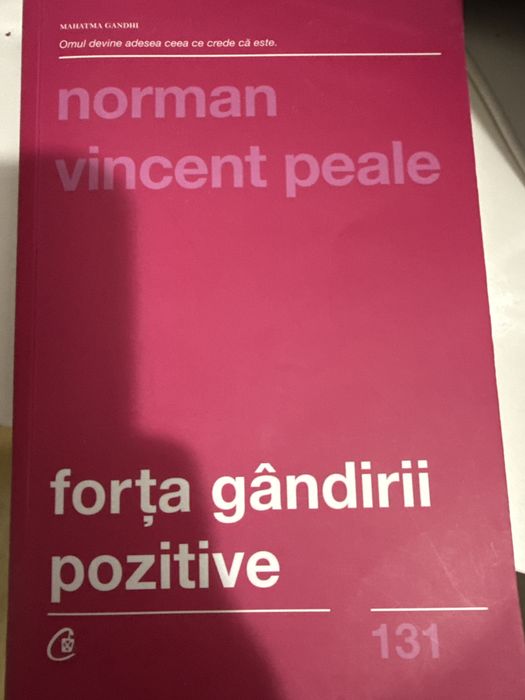 MAHATMA GANDHI
Omul devine adesea ceea ce crede că este.
norman
vincent peale
forța gândirii
pozitive
131